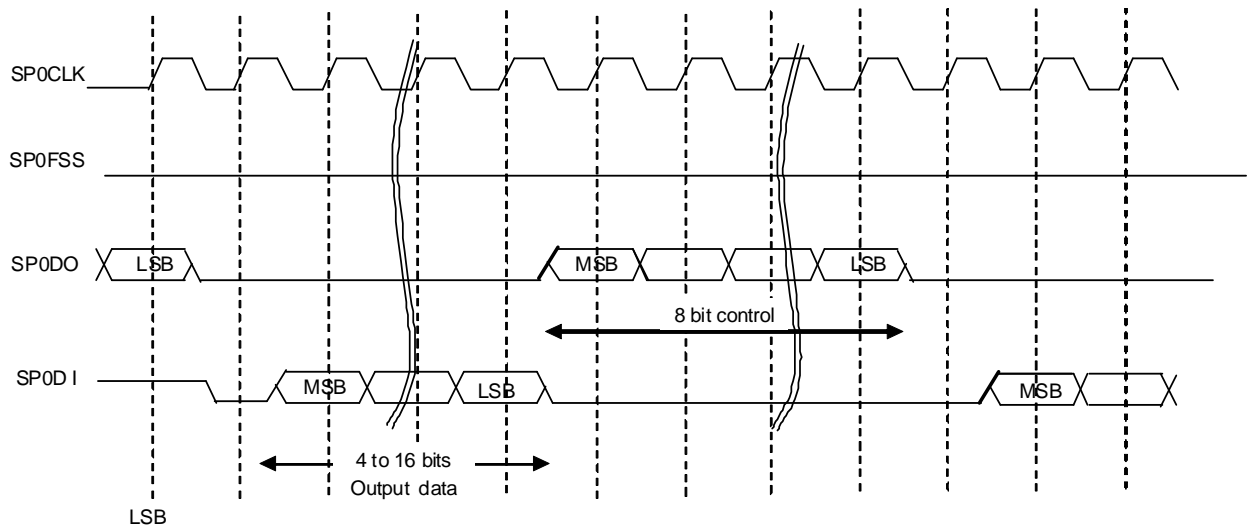 SP0CLK
SP0FSS
SP0DO
LSB
MSB
LSB
8 bit control
SP0D I
MSB
LSB
MSB
4 to 16 bits
Output data
LSB